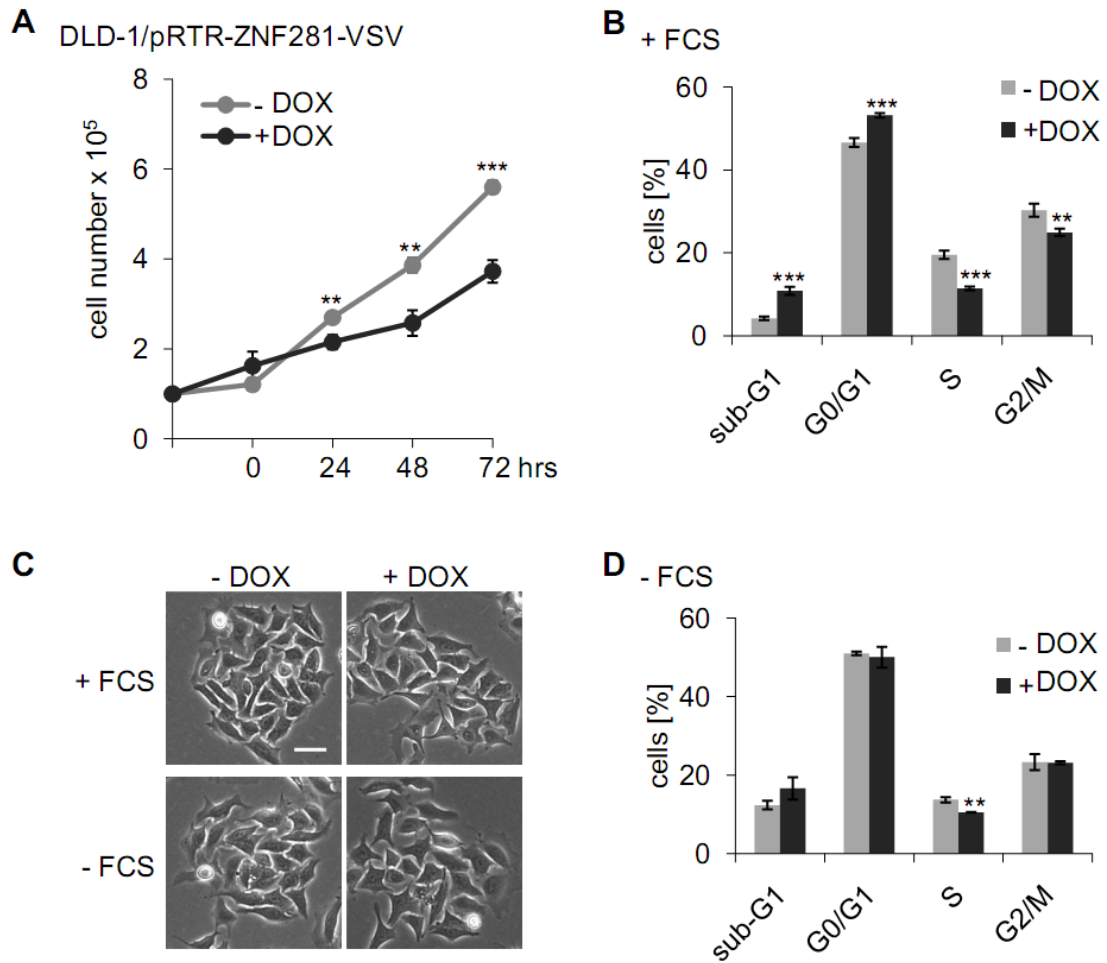 A
DLD-1/pRTR-ZNF281-VSV
cell number x 10⁵
8
6
4
2
0
- DOX
+DOX
**
**
***
0 24 48 72 hrs
B
+ FCS
cells [%]
60
40
20
0
- DOX
+DOX
***
***
***
**
sub-G1 G0/G1 S G2/M
C
- DOX + DOX
+ FCS
- FCS
D
- FCS
cells [%]
60
40
20
0
- DOX
+DOX
**
sub-G1 G0/G1 S G2/M